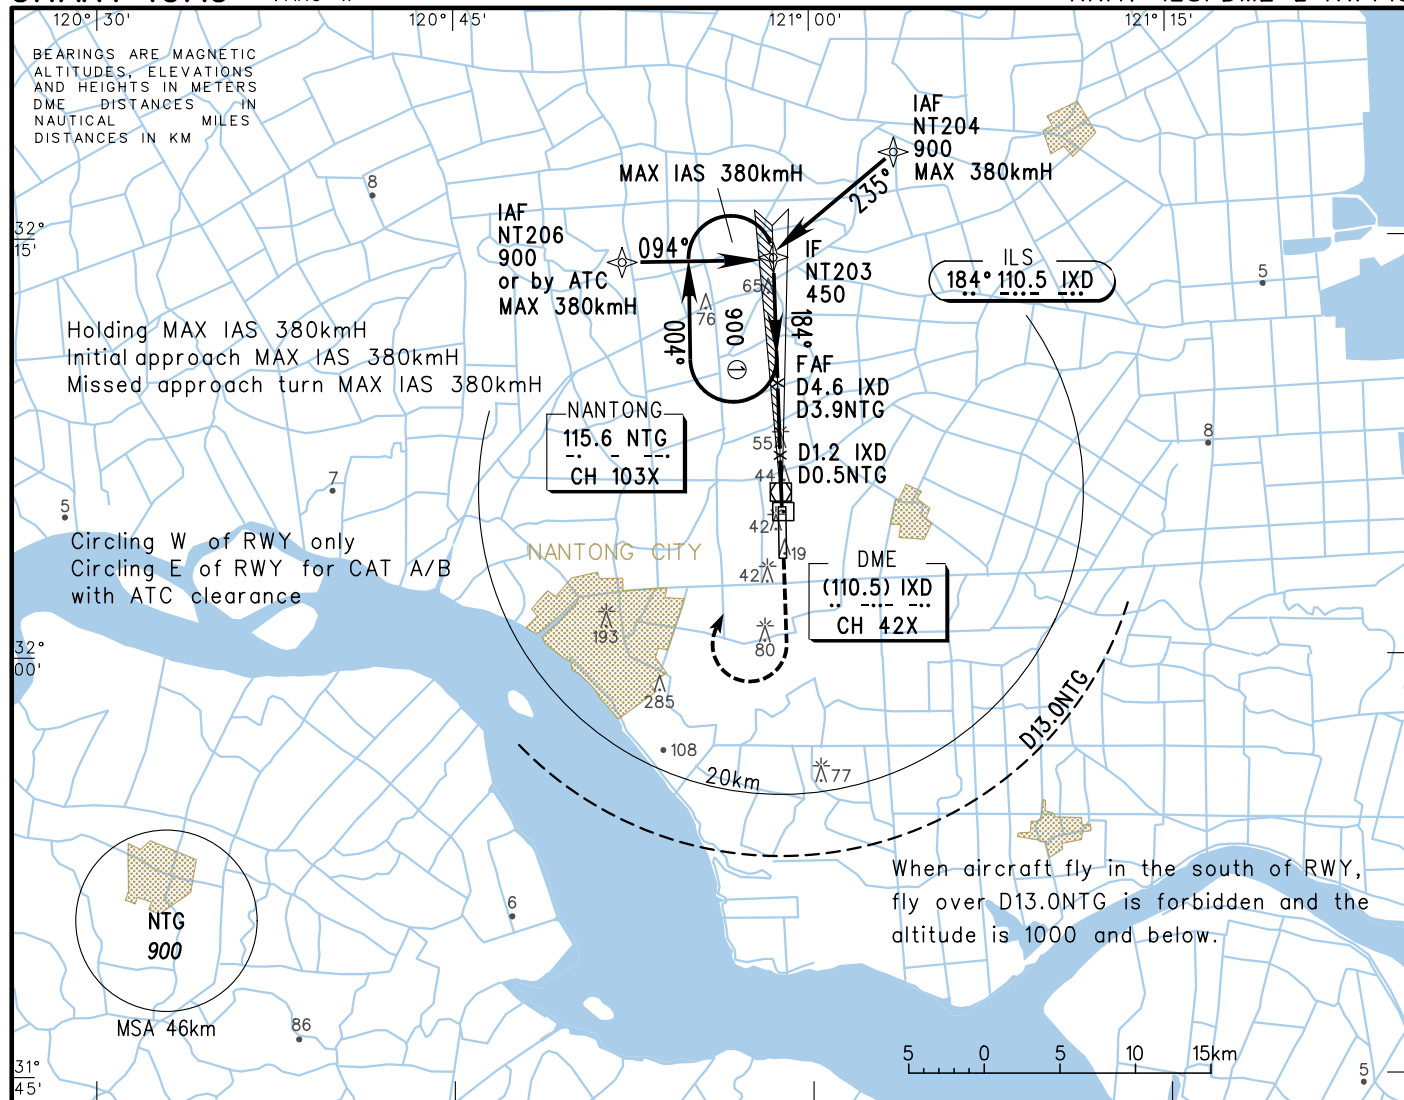 120° 30'
120° 45'
121° 00'
121° 15'
BEARINGS ARE MAGNETIC
ALTITUDES, ELEVATIONS
AND HEIGHTS IN METERS
DME DISTANCES IN
NAUTICAL MILES
DISTANCES IN KM
IAF
NT204
900
MAX 380kmH
235°
MAX IAS 380kmH
8
IAF
NT206
900
or by ATC
MAX 380kmH
094°
32°
15'
IF
NT203
450
ILS
184° 110.5 IXD
5
65
76
900
1
004°
184°
Holding MAX IAS 380kmH
Initial approach MAX IAS 380kmH
Missed approach turn MAX IAS 380kmH
FAF
D4.6 IXD
D3.9NTG
NANTONG
115.6 NTG
CH 103X
55
D1.2 IXD
D0.5NTG
44
8
7
5
42
19
42
Circling W of RWY only
Circling E of RWY for CAT A/B
with ATC clearance
NANTONG CITY
DME
(110.5) IXD
CH 42X
193
80
32°
00'
285
108
20km
77
D13.0NTG
When aircraft fly in the south of RWY,
fly over D13.0NTG is forbidden and the
altitude is 1000 and below.
NTG
900
MSA 46km
6
86
5 0 5 10 15km
31°
45'
5